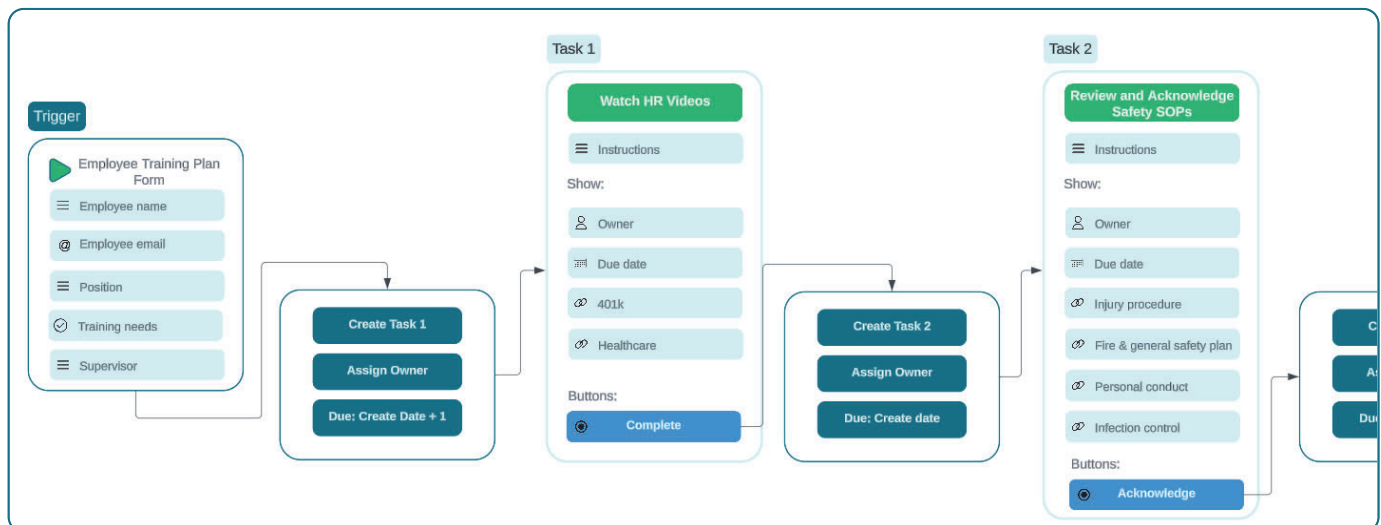 Trigger
Employee Training Plan
Form
Employee name
@ Employee email
Position
Training needs
Supervisor
Create Task 1
Assign Owner
Due: Create Date + 1
Task 1
Watch HR Videos
Instructions
Show:
Owner
Due date
401k
Healthcare
Buttons:
Complete
Create Task 2
Assign Owner
Due: Create date
Task 2
Review and Acknowledge
Safety SOPs
Instructions
Show:
Owner
Due date
Injury procedure
Fire & general safety plan
Personal conduct
Infection control
Buttons:
Acknowledge